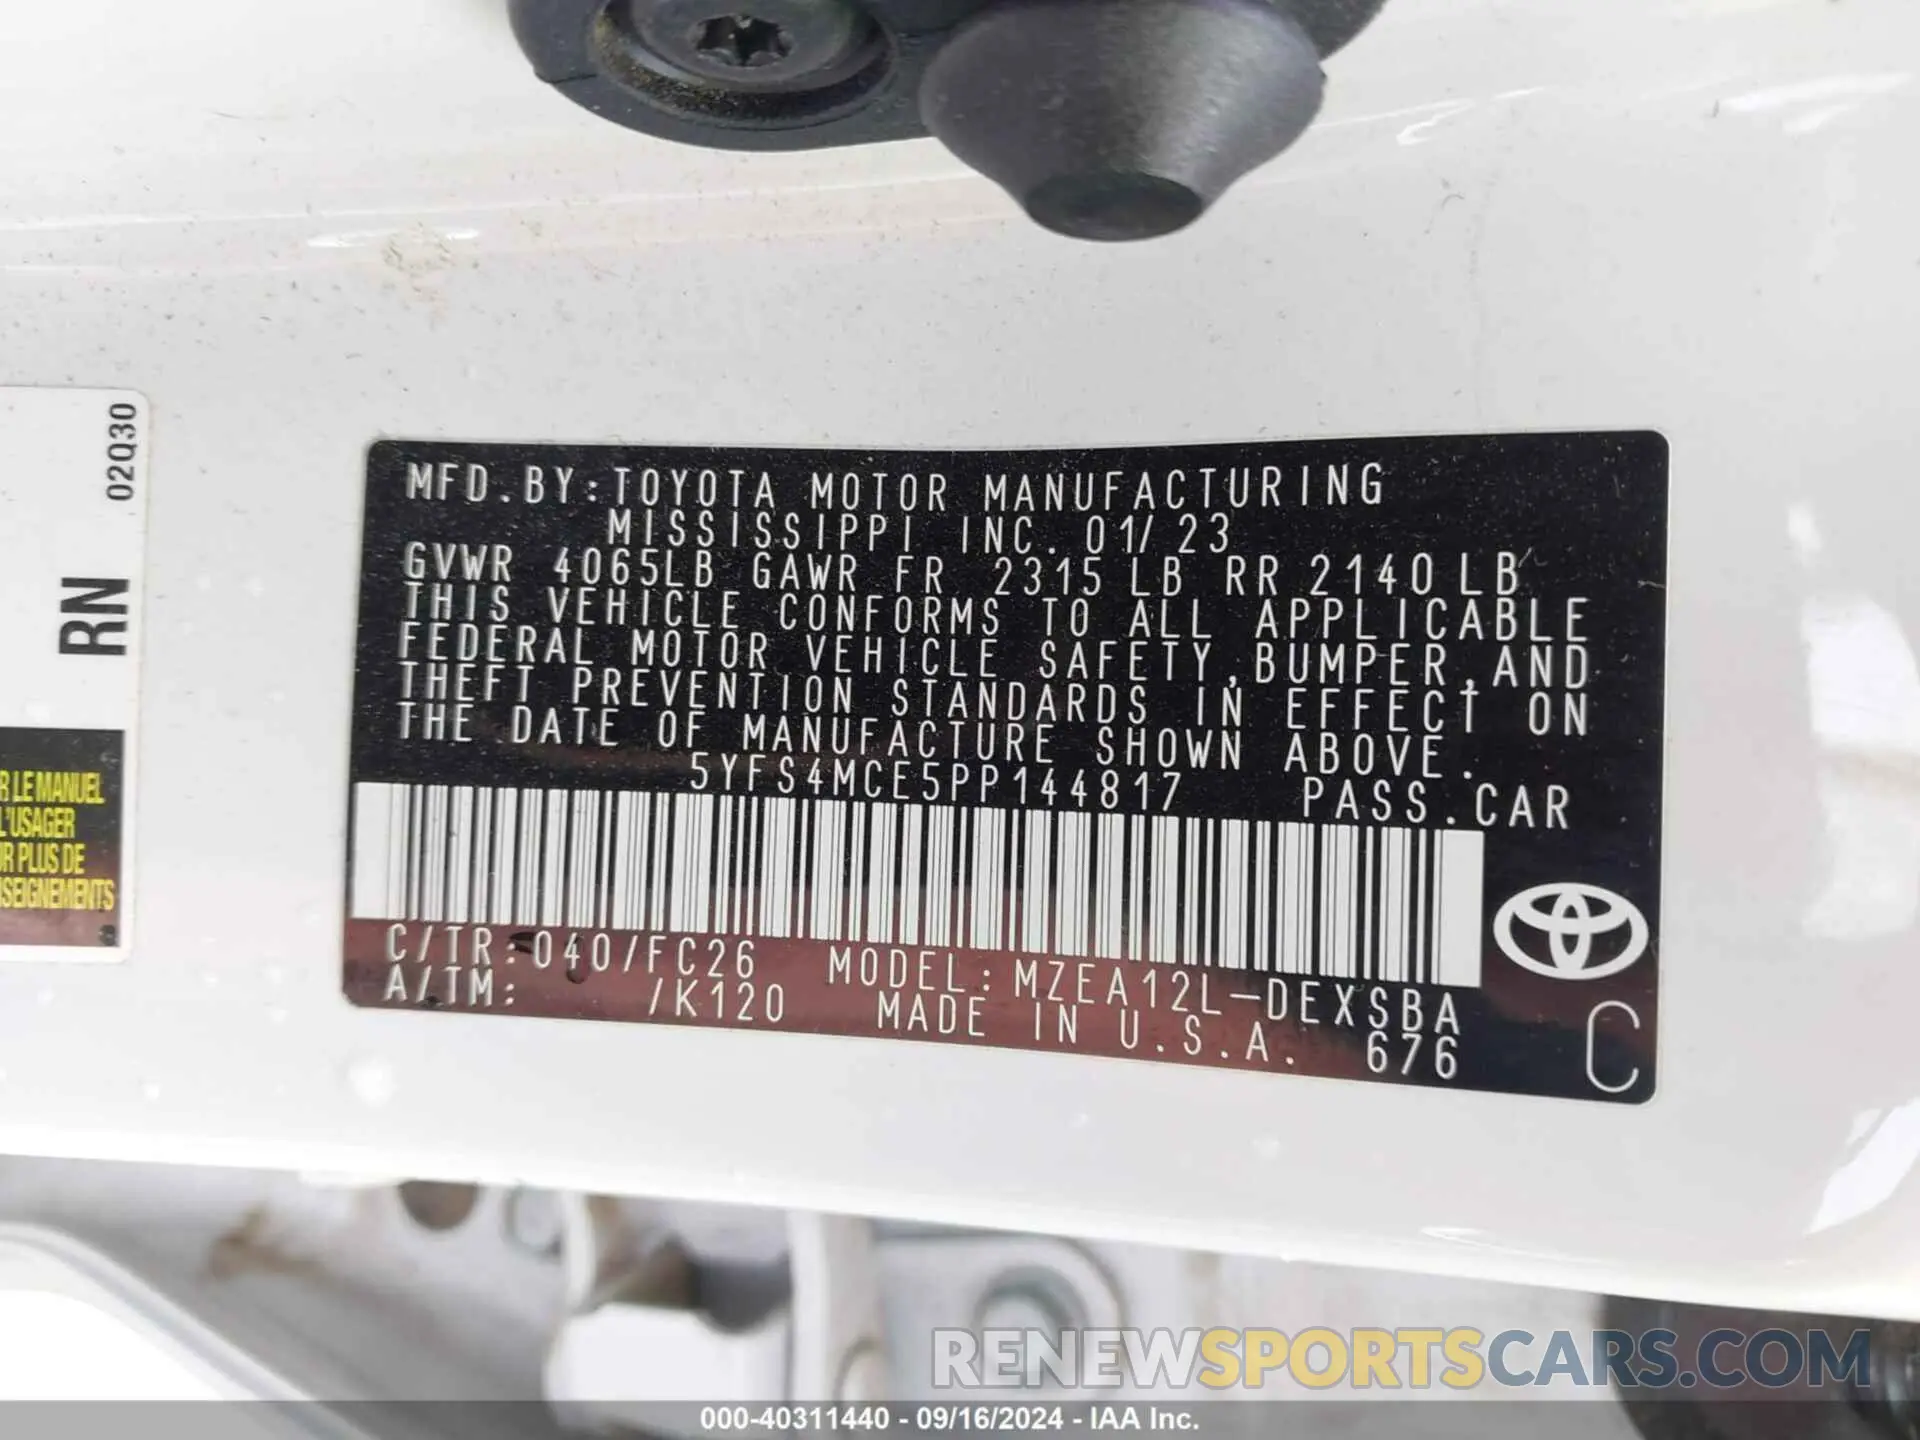 02Q30
RN
R LE MANUEL
L'USAGER
R PLUS DE
SEIGNEMENTS
MFD.BY:TOYOTA MOTOR MANUFACTURING
MISSISSIPPI INC. 01/23
GVWR 4065LB GAWR FR 2315LB RR 2140LB
THIS VEHICLE CONFORMS TO ALL APPLICABLE
FEDERAL MOTOR VEHICLE SAFETY,BUMPER,AND
THEFT PREVENTION STANDARDS IN EFFECT ON
THE DATE OF MANUFACTURE SHOWN ABOVE.
5YFS4MCE5PP144817 PASS.CAR
C/TR:040/FC26 MODEL:MZEA12L-DEXSBA
A/TM: /K120 MADE IN U.S.A. 676
C
RENEWSPORTSCARS.COM
000-40311440 - 09/16/2024 - IAA Inc.